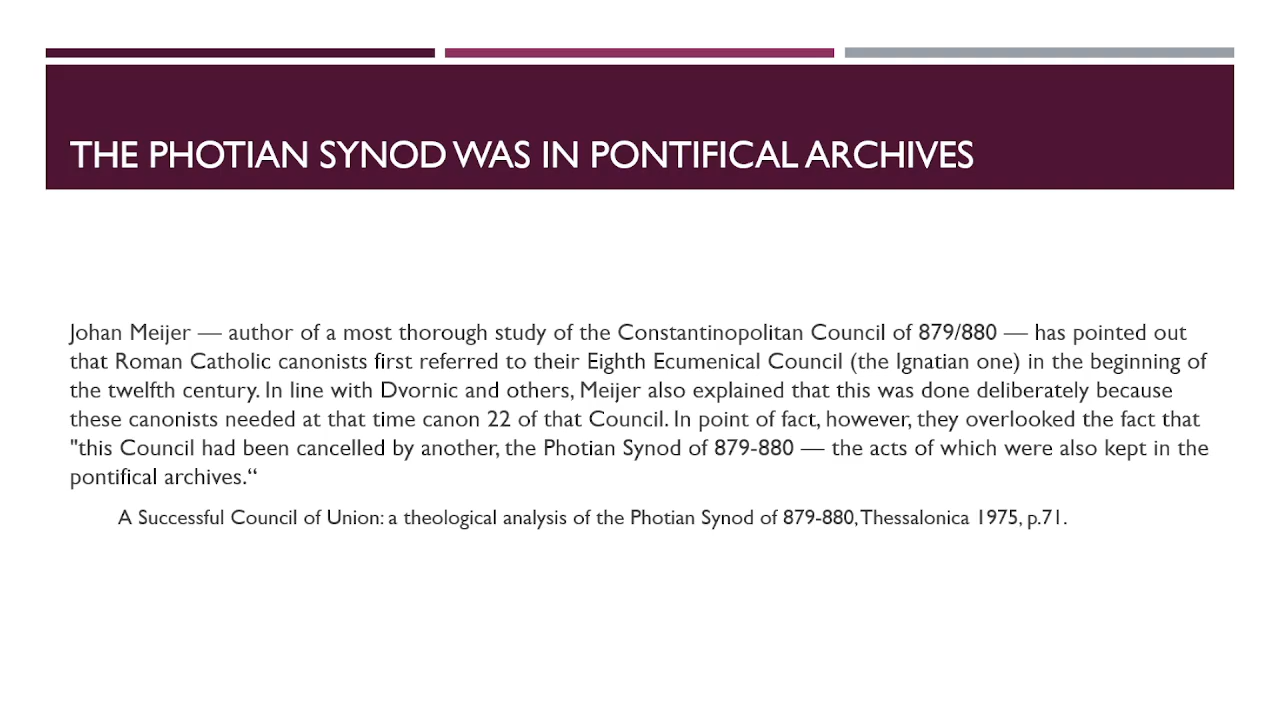 THE PHOTIAN SYNOD WAS IN PONTIFICAL ARCHIVES
Johan Meijer — author of a most thorough study of the Constantinopolitan Council of 879/880 — has pointed out
that Roman Catholic canonists first referred to their Eighth Ecumenical Council (the Ignatian one) in the beginning of
the twelfth century. In line with Dvornic and others, Meijer also explained that this was done deliberately because
these canonists needed at that time canon 22 of that Council. In point of fact, however, they overlooked the fact that
"this Council had been cancelled by another, the Photian Synod of 879-880 — the acts of which were also kept in the
pontifical archives.“
A Successful Council of Union: a theological analysis of the Photian Synod of 879-880, Thessalonica 1975, p.71.